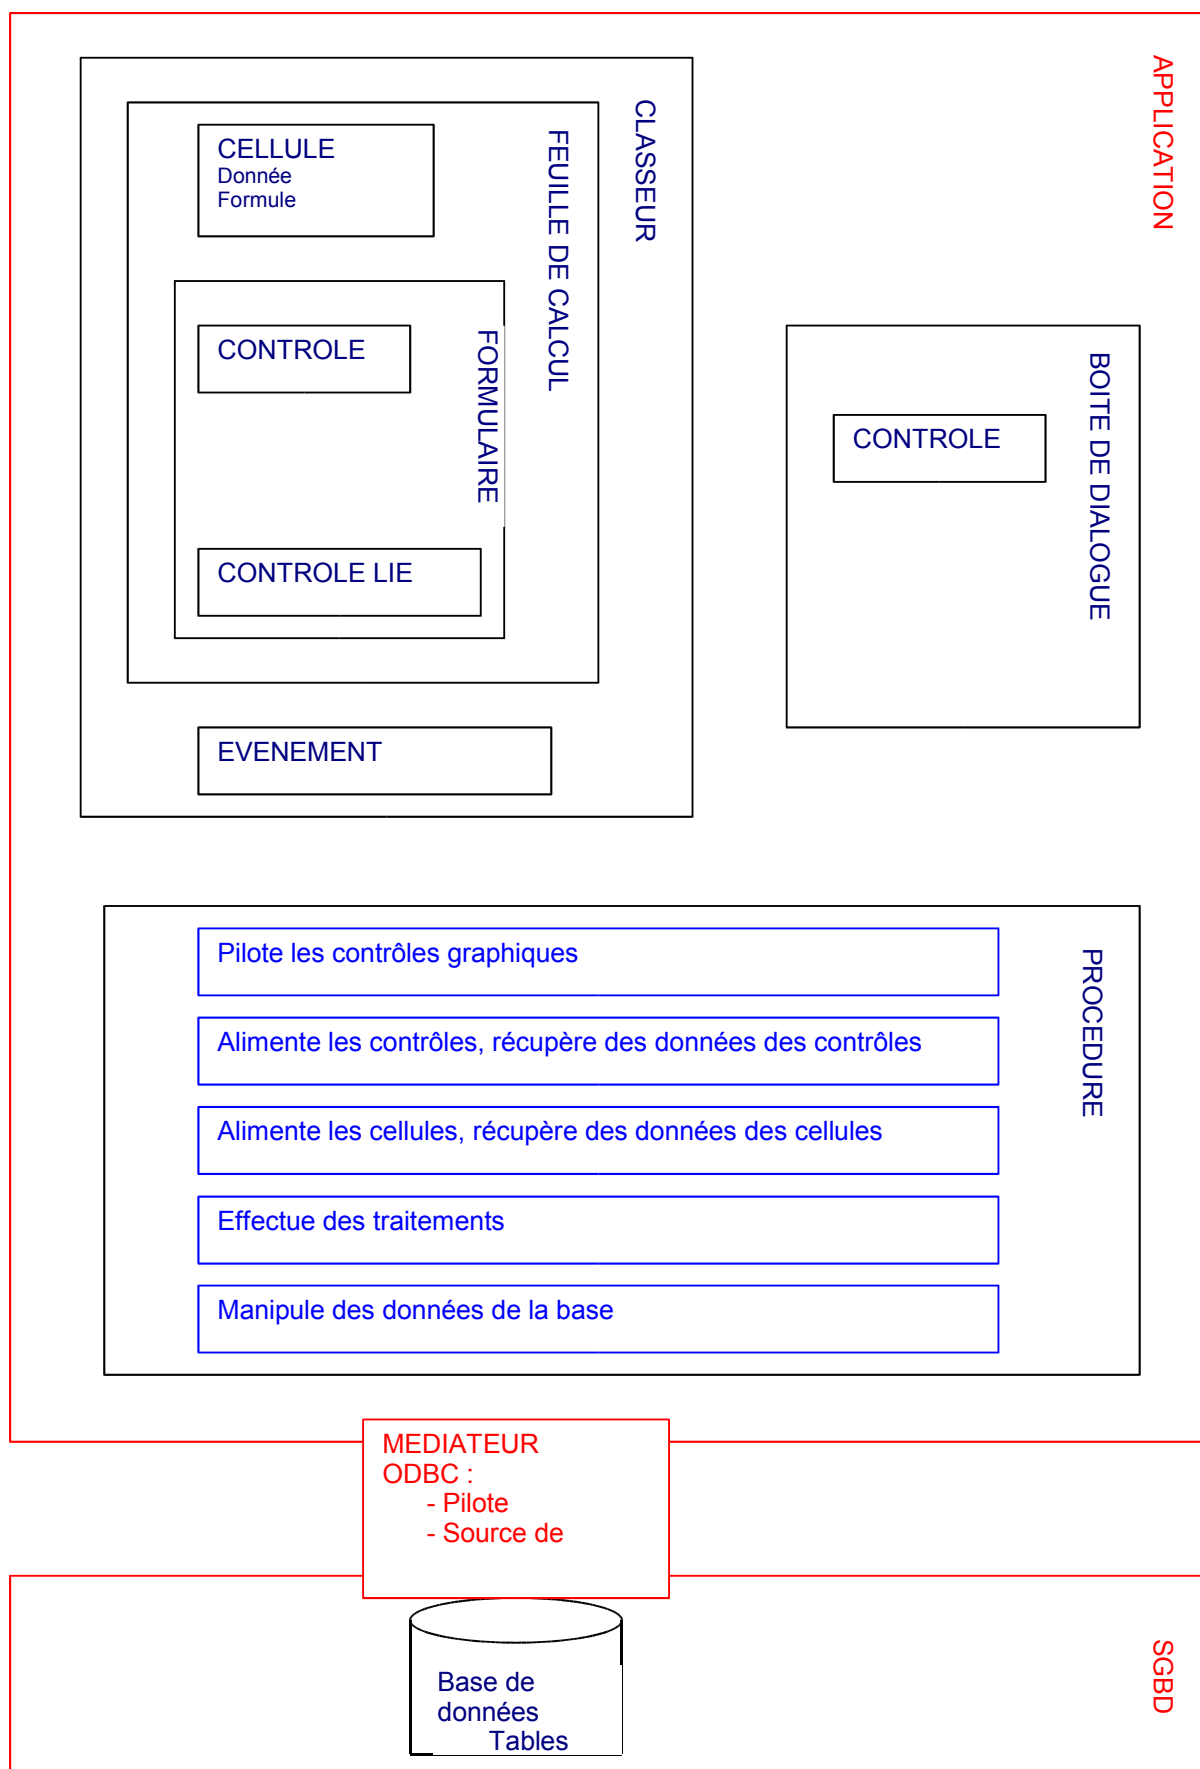 APPLICATION
CLASSEUR
FEUILLE DE CALCUL
CELLULE
Donnée
Formule
FORMULAIRE
CONTROLE
CONTROLE LIE
EVENEMENT
BOITE DE DIALOGUE
CONTROLE
PROCEDURE
Pilote les contrôles graphiques
Alimente les contrôles, récupère des données des contrôles
Alimente les cellules, récupère des données des cellules
Effectue des traitements
Manipule des données de la base
MEDIATEUR
ODBC :
- Pilote
- Source de
SGBD
Base de
données
Tables